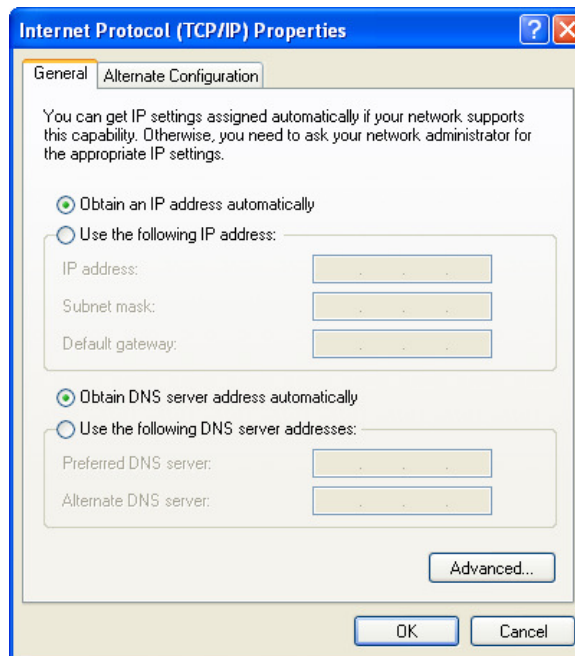 Internet Protocol (TCP/IP) Properties
General
Alternate Configuration
You can get IP settings assigned automatically if your network supports
this capability. Otherwise, you need to ask your network administrator for
the appropriate IP settings.
Obtain an IP address automatically
Use the following IP address:
IP address:
Subnet mask:
Default gateway:
Obtain DNS server address automatically
Use the following DNS server addresses:
Preferred DNS server:
Alternate DNS server:
Advanced...
OK
Cancel